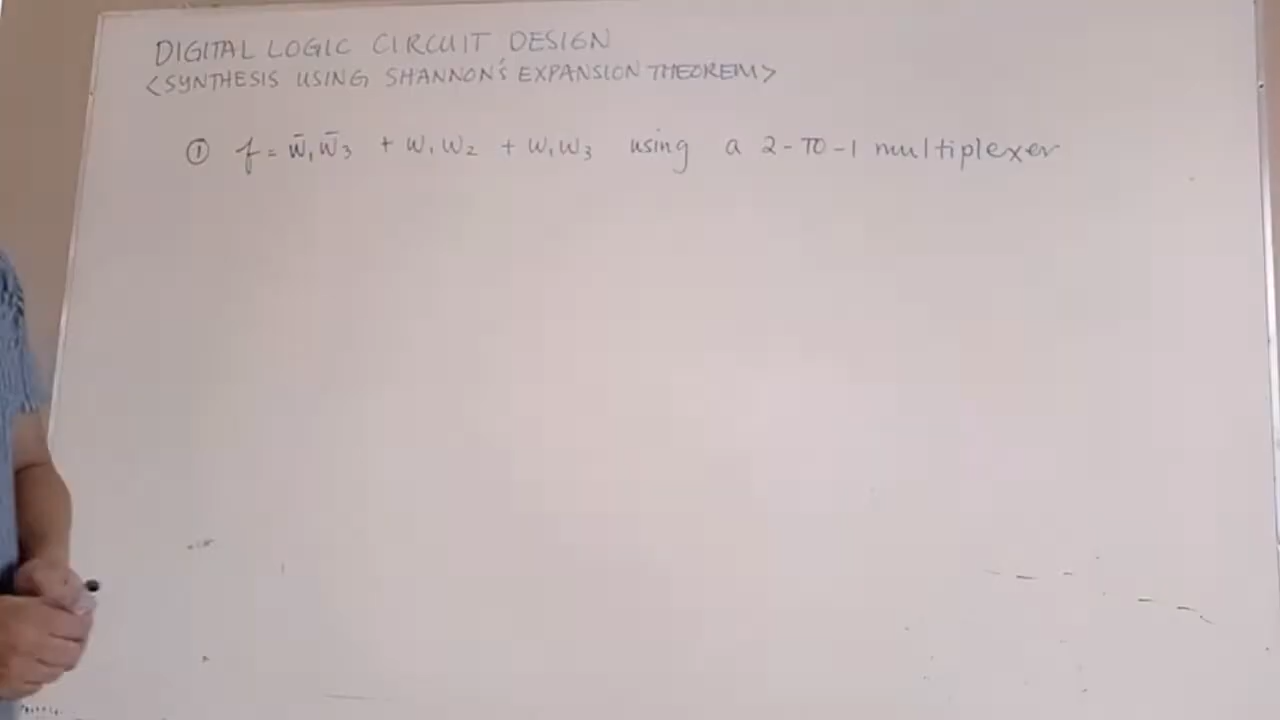 DIGITAL LOGIC CIRCUIT DESIGN
<SYNTHESIS USING SHANNON'S EXPANSION THEOREM>
① f = w̄₁w̄₃ + w₁w₂ + w₁w₃ using a 2-TO-1 multiplexer